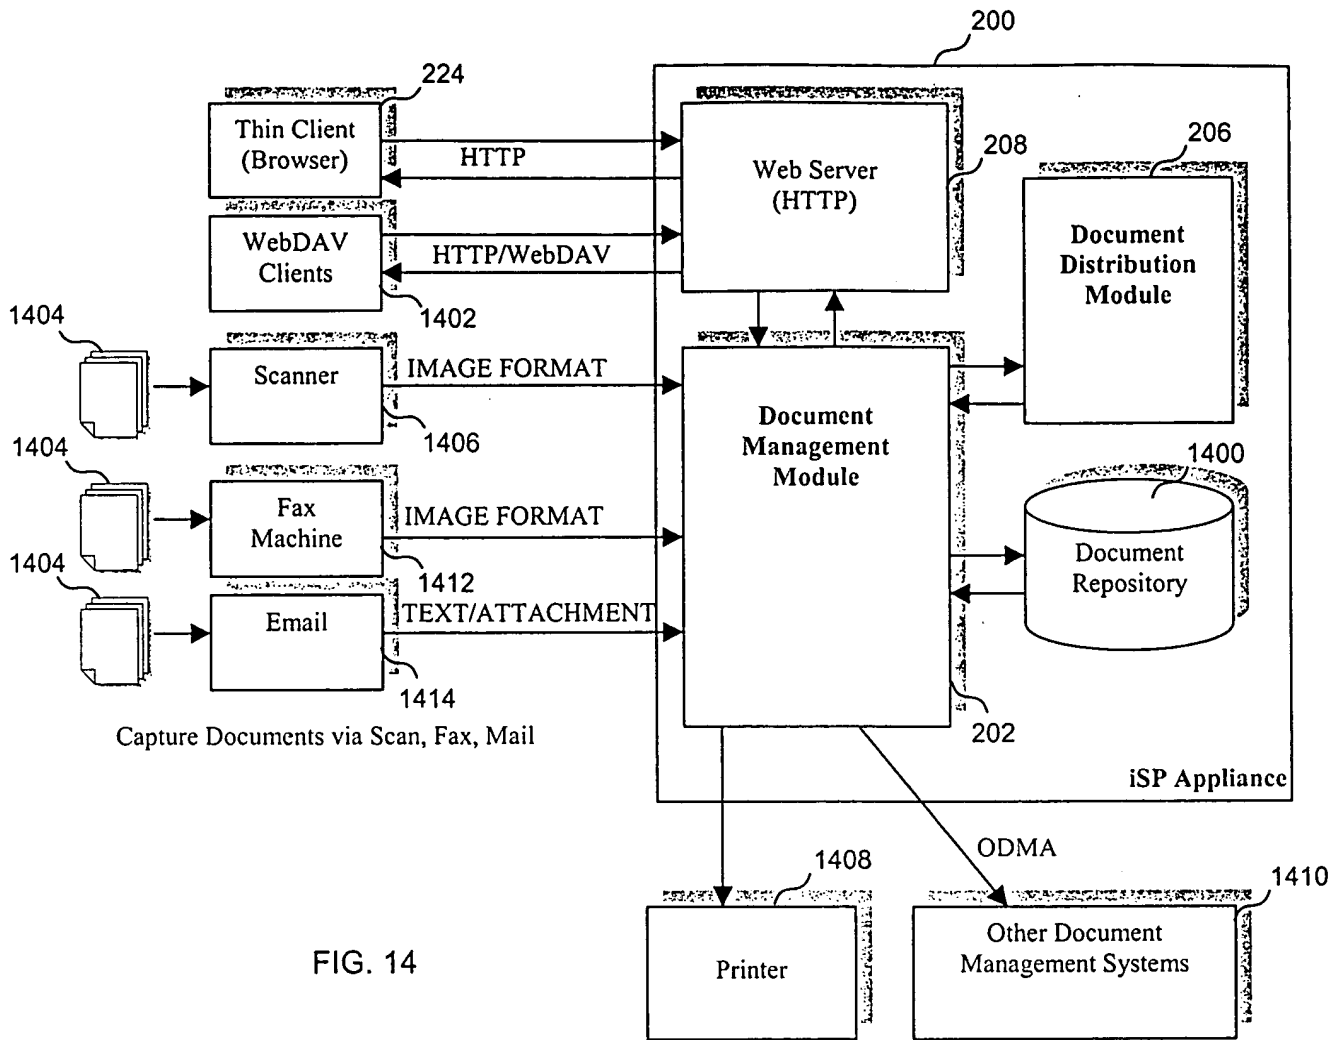 200
224
Thin Client
(Browser)
HTTP
Web Server
(HTTP)
208
206
WebDAV
Clients
HTTP/WebDAV
1402
Document
Distribution
Module
1404
Scanner
IMAGE FORMAT
1406
Document
Management
Module
1404
Fax
Machine
IMAGE FORMAT
1412
1400
Document
Repository
1404
Email
TEXT/ATTACHMENT
1414
202
Capture Documents via Scan, Fax, Mail
iSP Appliance
ODMA
1408
1410
Printer
Other Document
Management Systems
FIG. 14